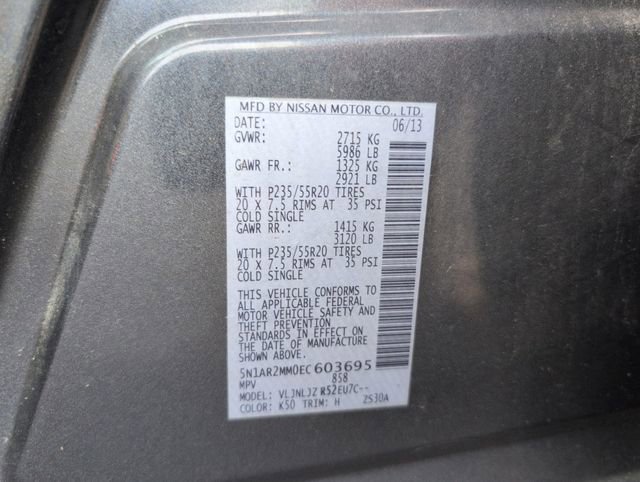 MFD BY NISSAN MOTOR CO., LTD.
DATE: 06/13
GVWR: 2715 KG
5986 LB
GAWR FR.: 1325 KG
2921 LB
WITH P235/55R20 TIRES
20 X 7.5 RIMS AT 35 PSI
COLD SINGLE
GAWR RR.: 1415 KG
3120 LB
WITH P235/55R20 TIRES
20 X 7.5 RIMS AT 35 PSI
COLD SINGLE
THIS VEHICLE CONFORMS TO
ALL APPLICABLE FEDERAL
MOTOR VEHICLE SAFETY AND
THEFT PREVENTION
STANDARDS IN EFFECT ON
THE DATE OF MANUFACTURE
SHOWN ABOVE.
5N1AR2MM0EC603695
MPV 858
MODEL: VLJNLJZ R52EU7C--
COLOR: K50 TRIM: H 2S30A